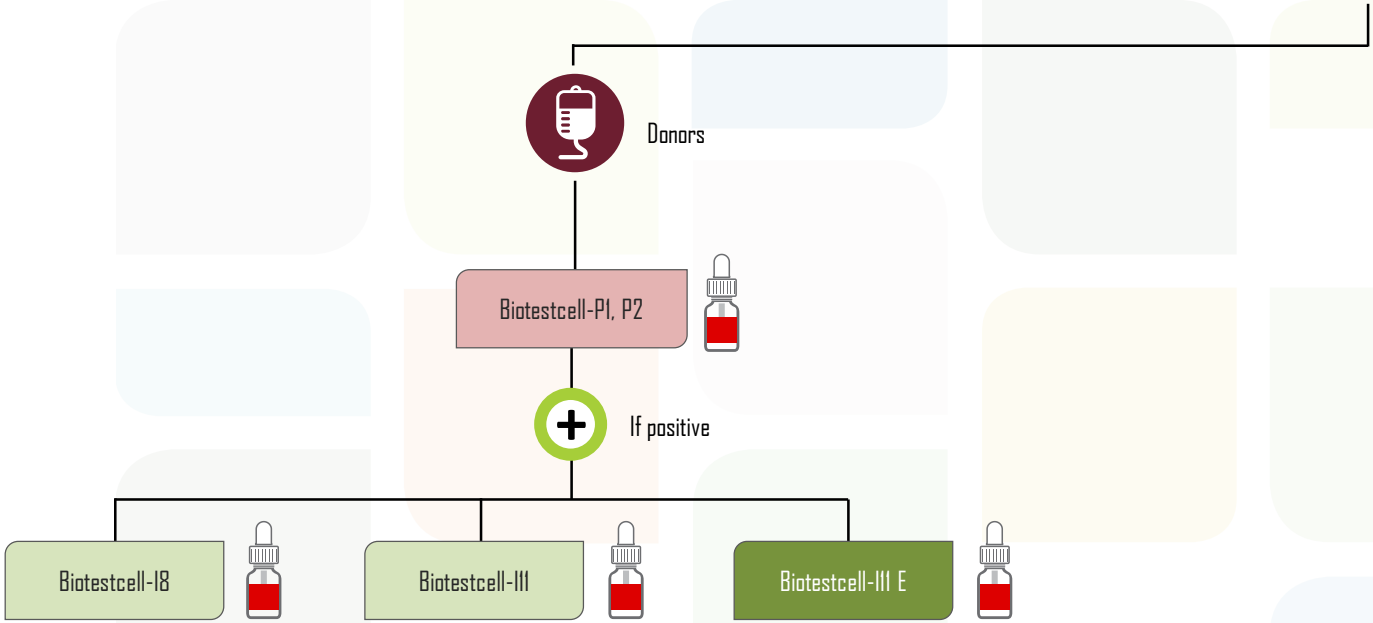 Donors
Biotestcell-P1, P2
If positive
Biotestcell-I8
Biotestcell-I11
Biotestcell-I11 E